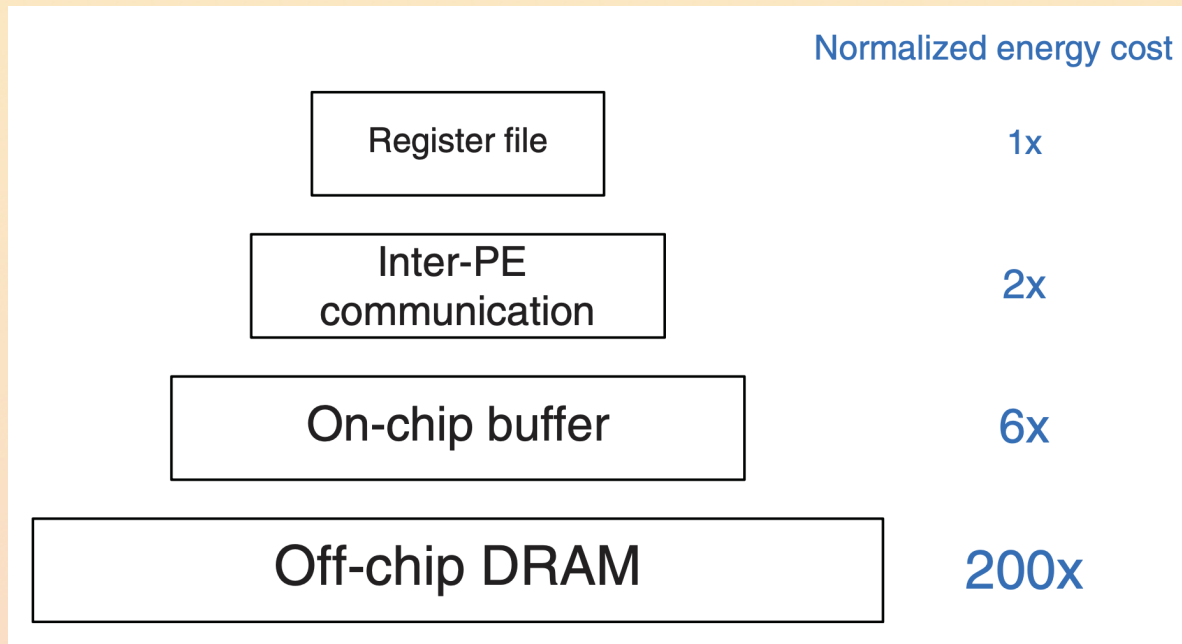 Normalized energy cost
Register file
1x
Inter-PE
communication
2x
On-chip buffer
6x
Off-chip DRAM
200x